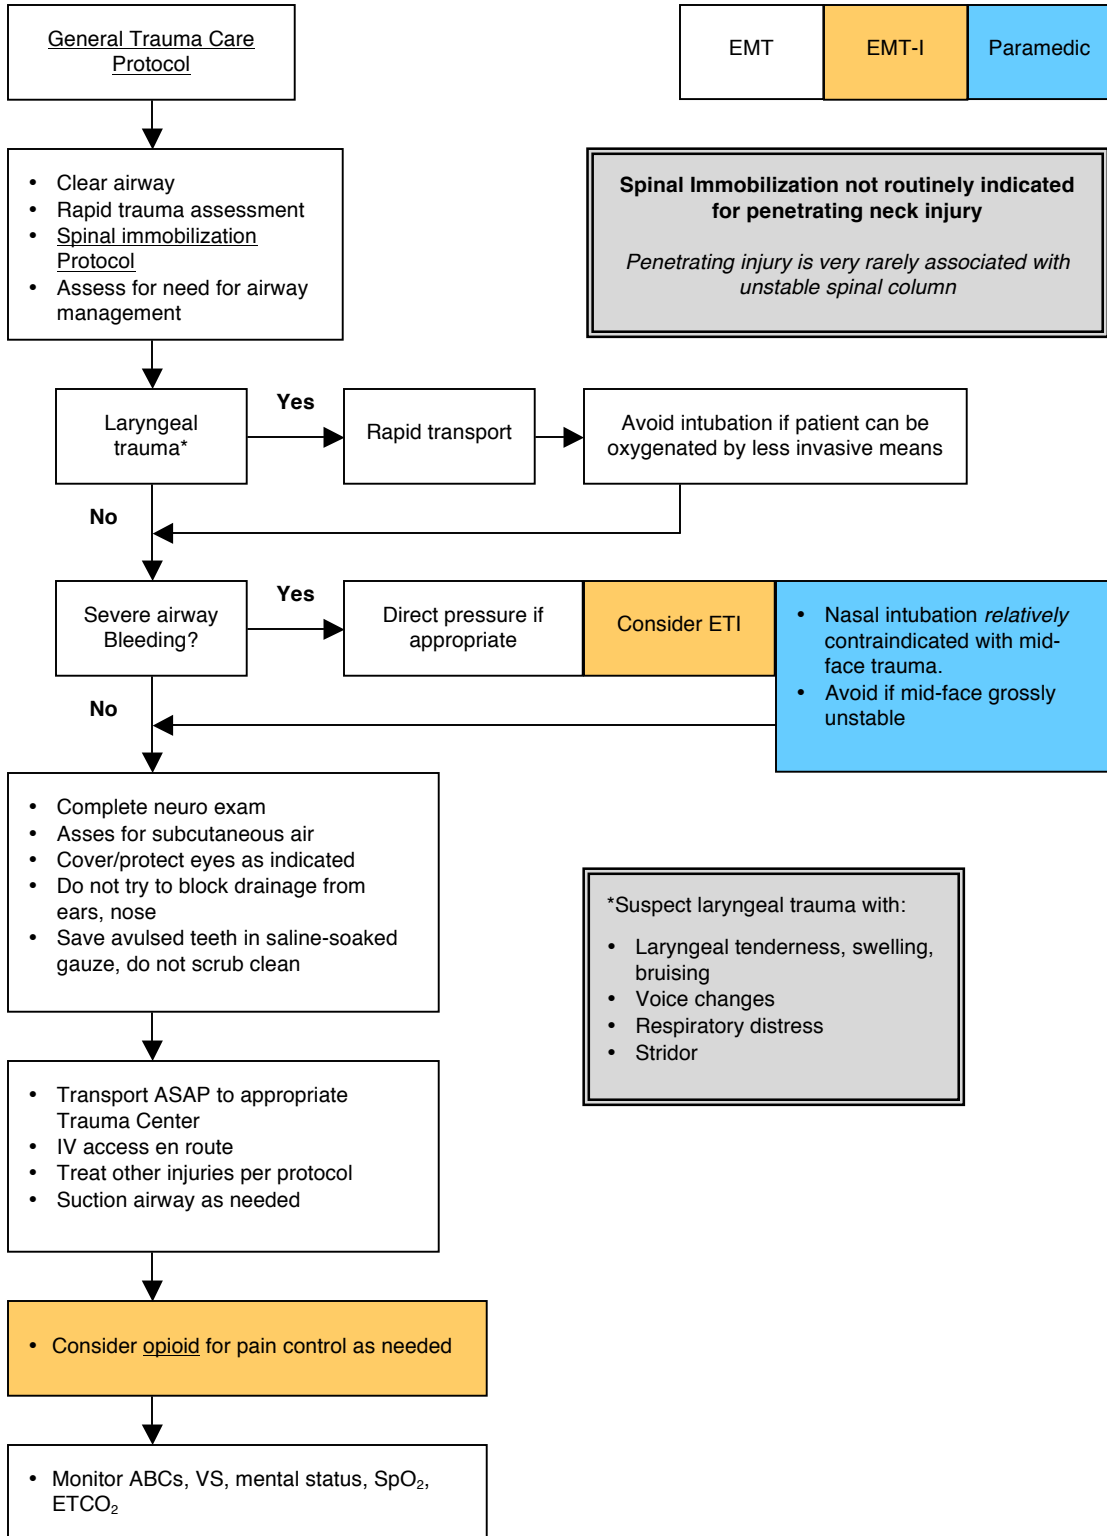 General Trauma Care
Protocol
EMT
EMT-I
Paramedic
• Clear airway
• Rapid trauma assessment
• Spinal immobilization
Protocol
• Assess for need for airway
management
Spinal Immobilization not routinely indicated
for penetrating neck injury
Penetrating injury is very rarely associated with
unstable spinal column
Laryngeal
trauma*
Yes
Rapid transport
Avoid intubation if patient can be
oxygenated by less invasive means
No
Severe airway
Bleeding?
Yes
Direct pressure if
appropriate
Consider ETI
• Nasal intubation relatively
contraindicated with mid-
face trauma.
• Avoid if mid-face grossly
unstable
No
• Complete neuro exam
• Asses for subcutaneous air
• Cover/protect eyes as indicated
• Do not try to block drainage from
ears, nose
• Save avulsed teeth in saline-soaked
gauze, do not scrub clean
*Suspect laryngeal trauma with:
• Laryngeal tenderness, swelling,
bruising
• Voice changes
• Respiratory distress
• Stridor
• Transport ASAP to appropriate
Trauma Center
• IV access en route
• Treat other injuries per protocol
• Suction airway as needed
• Consider opioid for pain control as needed
• Monitor ABCs, VS, mental status, SpO₂,
ETCO₂